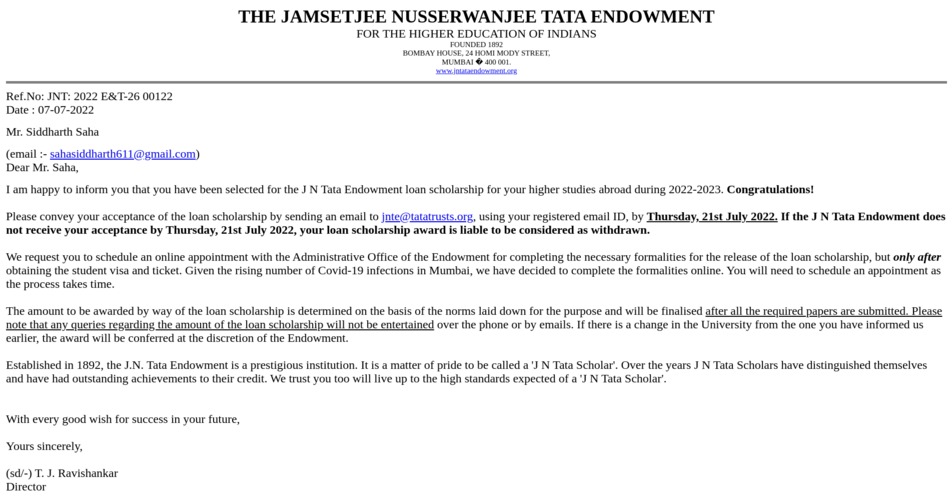 THE JAMSETJEE NUSSERWANJEE TATA ENDOWMENT
FOR THE HIGHER EDUCATION OF INDIANS
FOUNDED 1892
BOMBAY HOUSE, 24 HOMI MODY STREET,
MUMBAI � 400 001.
www.jntataendowment.org
Ref.No: JNT: 2022 E&T-26 00122
Date : 07-07-2022
Mr. Siddharth Saha
(email :- sahasiddharth611@gmail.com)
Dear Mr. Saha,
I am happy to inform you that you have been selected for the J N Tata Endowment loan scholarship for your higher studies abroad during 2022-2023. Congratulations!
Please convey your acceptance of the loan scholarship by sending an email to jnte@tatatrusts.org, using your registered email ID, by Thursday, 21st July 2022. If the J N Tata Endowment does
not receive your acceptance by Thursday, 21st July 2022, your loan scholarship award is liable to be considered as withdrawn.
We request you to schedule an online appointment with the Administrative Office of the Endowment for completing the necessary formalities for the release of the loan scholarship, but only after
obtaining the student visa and ticket. Given the rising number of Covid-19 infections in Mumbai, we have decided to complete the formalities online. You will need to schedule an appointment as
the process takes time.
The amount to be awarded by way of the loan scholarship is determined on the basis of the norms laid down for the purpose and will be finalised after all the required papers are submitted. Please
note that any queries regarding the amount of the loan scholarship will not be entertained over the phone or by emails. If there is a change in the University from the one you have informed us
earlier, the award will be conferred at the discretion of the Endowment.
Established in 1892, the J.N. Tata Endowment is a prestigious institution. It is a matter of pride to be called a 'J N Tata Scholar'. Over the years J N Tata Scholars have distinguished themselves
and have had outstanding achievements to their credit. We trust you too will live up to the high standards expected of a 'J N Tata Scholar'.
With every good wish for success in your future,
Yours sincerely,
(sd/-) T. J. Ravishankar
Director